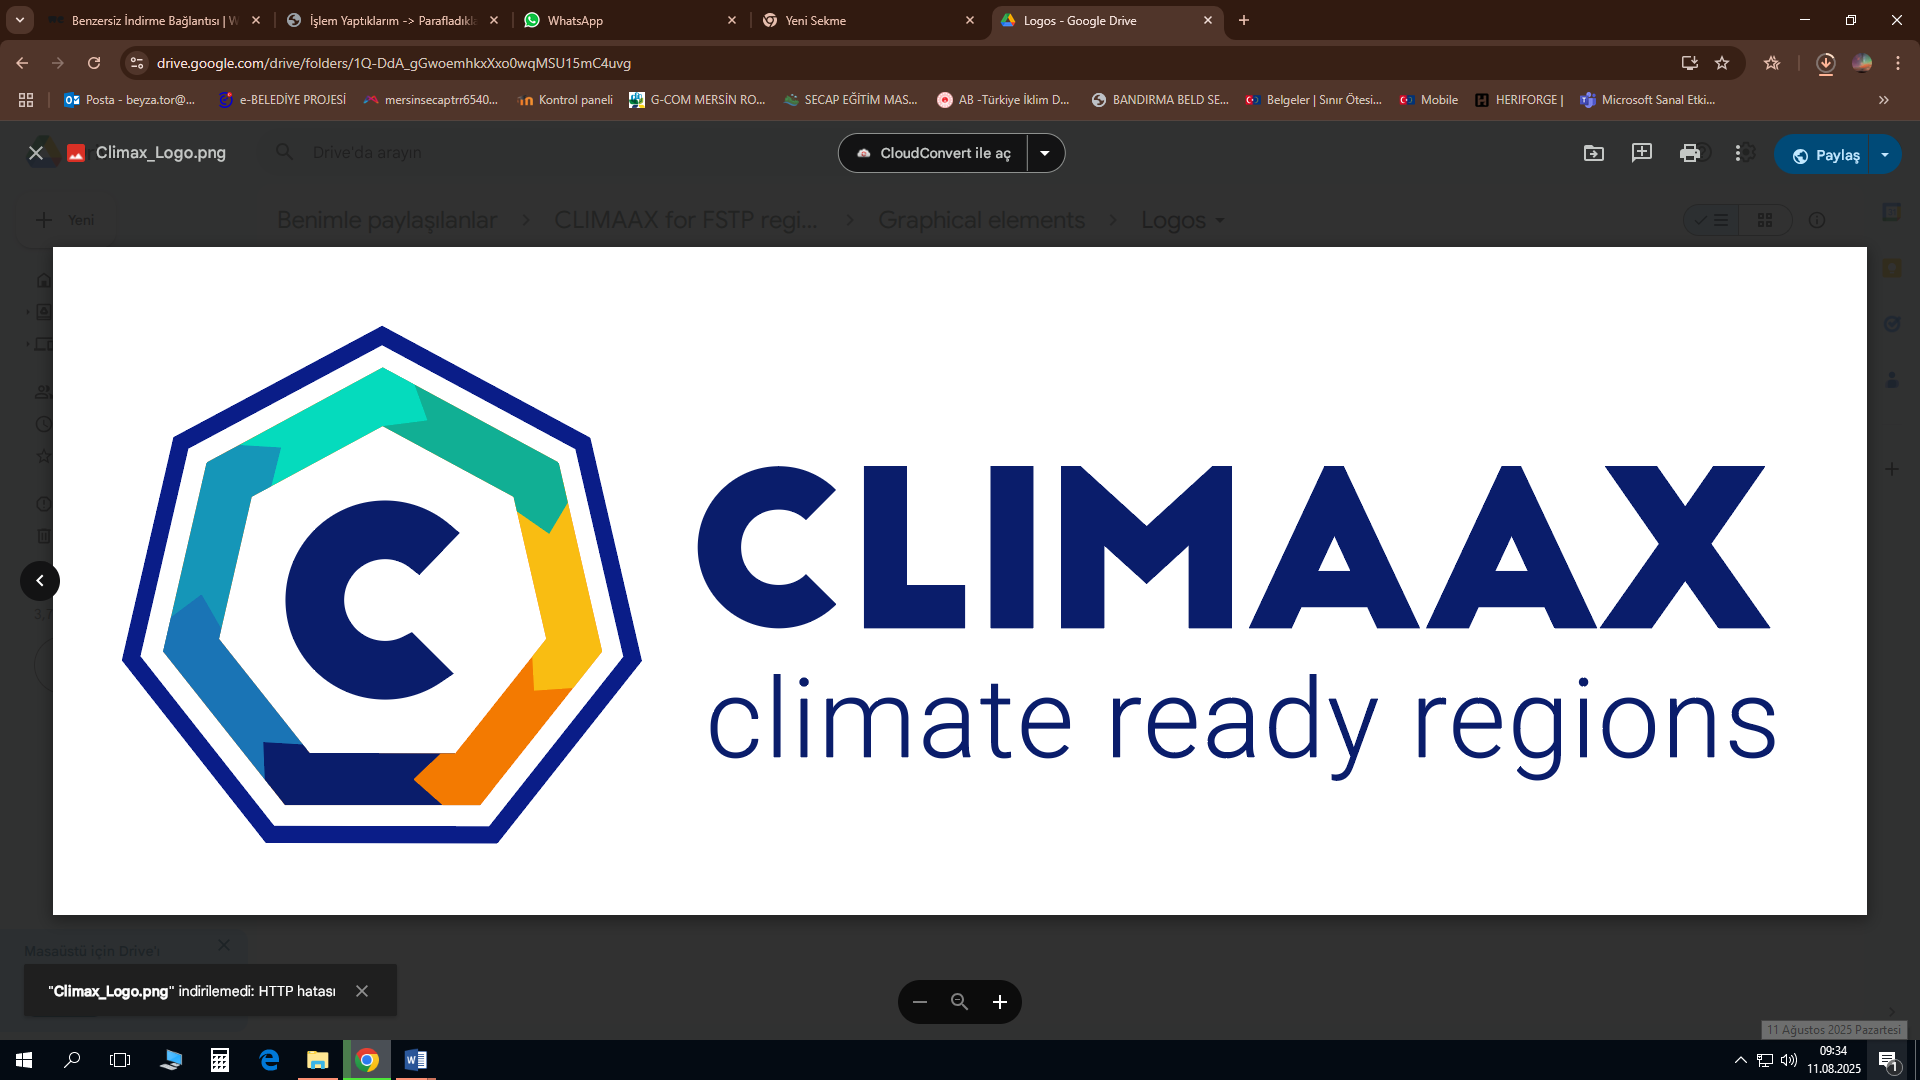 Benzersiz İndirme Bağlantısı | W
İşlem Yaptıklarım -> Parafladıkla
WhatsApp
Yeni Sekme
Logos - Google Drive
drive.google.com/drive/folders/1Q-DdA_gGwoemhkxXxo0wqMSU15mC4uvg
Posta - beyza.tor@...
e-BELEDİYE PROJESİ
mersinsecaptrr6540...
Kontrol paneli
G-COM MERSİN RO...
SECAP EĞİTİM MAS...
AB -Türkiye İklim D...
BANDIRMA BELD SE...
Belgeler | Sınır Ötesi...
Mobile
HERIFORGE |
Microsoft Sanal Etki...
Climax_Logo.png
Drive'da arayın
CloudConvert ile aç
Paylaş
Yeni
Benimle paylaşılanlar
CLIMAAX for FSTP regi...
Graphical elements
Logos
C
CLIMAAX
climate ready regions
Masaüstü için Drive'ı
"Climax_Logo.png" indirilemedi: HTTP hatası
11 Ağustos 2025 Pazartesi
09:34
11.08.2025
1